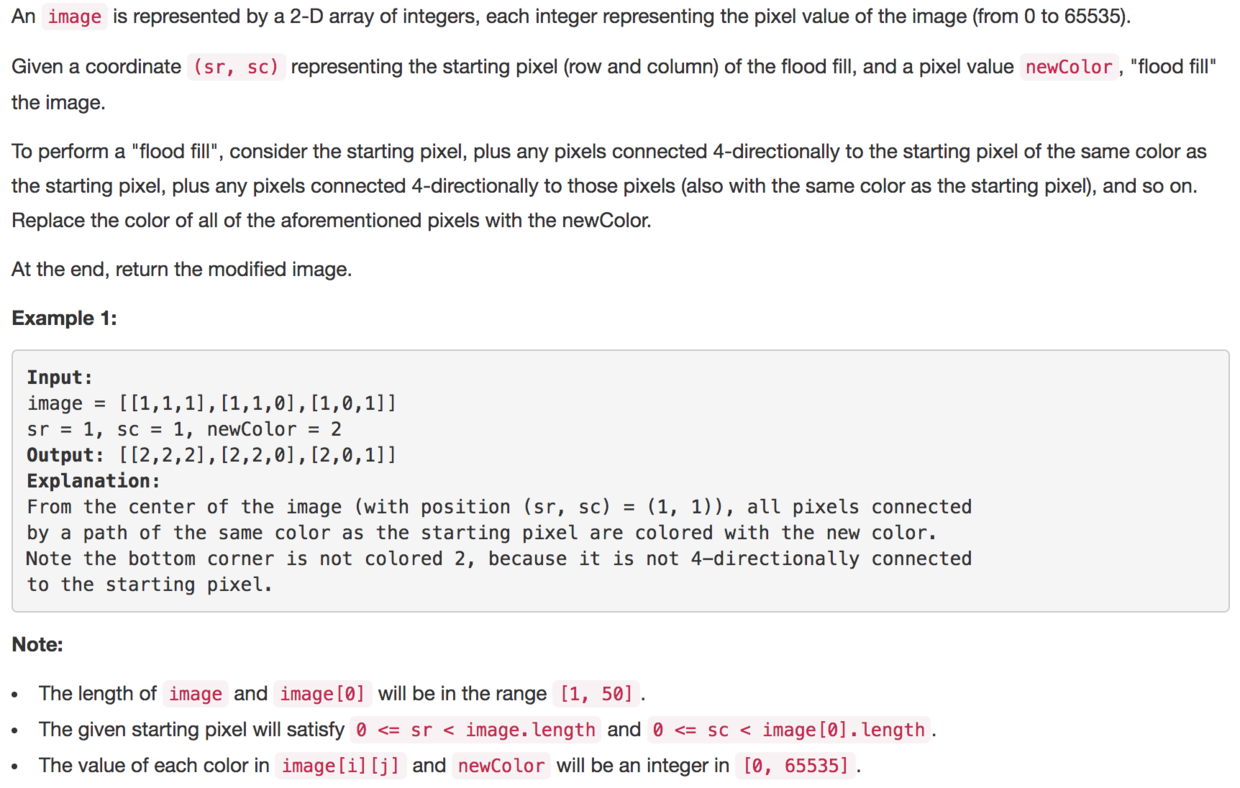 An image is represented by a 2-D array of integers, each integer representing the pixel value of the image (from 0 to 65535).
Given a coordinate (sr, sc) representing the starting pixel (row and column) of the flood fill, and a pixel value newColor, "flood fill"
the image.
To perform a "flood fill", consider the starting pixel, plus any pixels connected 4-directionally to the starting pixel of the same color as
the starting pixel, plus any pixels connected 4-directionally to those pixels (also with the same color as the starting pixel), and so on.
Replace the color of all of the aforementioned pixels with the newColor.
At the end, return the modified image.
Example 1:
Input:
image = [[1,1,1],[1,1,0],[1,0,1]]
sr = 1, sc = 1, newColor = 2
Output: [[2,2,2],[2,2,0],[2,0,1]]
Explanation:
From the center of the image (with position (sr, sc) = (1, 1)), all pixels connected
by a path of the same color as the starting pixel are colored with the new color.
Note the bottom corner is not colored 2, because it is not 4-directionally connected
to the starting pixel.
Note:
• The length of image and image[0] will be in the range [1, 50].
• The given starting pixel will satisfy 0 <= sr < image.length and 0 <= sc < image[0].length.
• The value of each color in image[i][j] and newColor will be an integer in [0, 65535].